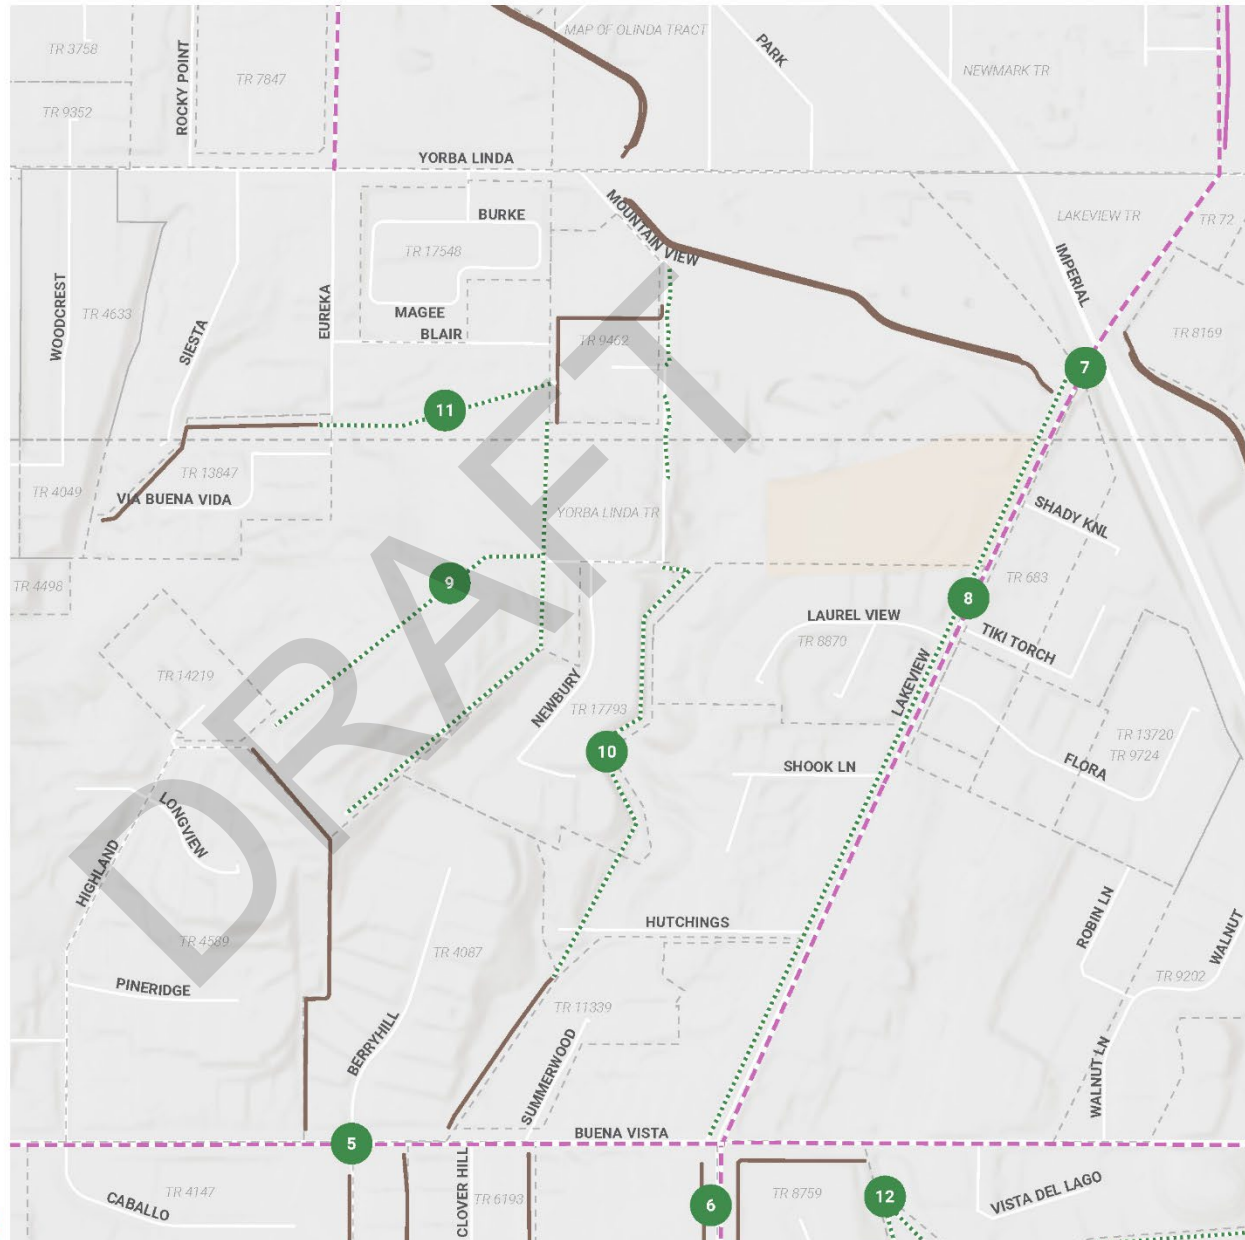 MAP OF OLINDA TRACT
PARK
TR 3758
ROCKY POINT
TR 7847
NEWMARK TR
TR 9352
YORBA LINDA
MOUNTAIN VIEW
BURKE
LAKEVIEW TR
TR 72
TR 17548
IMPERIAL
WOODCREST
TR 4633
SIESTA
EUREKA
MAGEE
BLAIR
TR 9462
TR 8169
7
11
TR 13847
TR 4049
VIA BUENA VIDA
YORBA LINDA TR
SHADY KNL
TR 4498
9
TR 683
8
LAUREL VIEW
TR 8870
TIKI TORCH
TR 14219
NEWBURY
TR 17793
LAKEVIEW
10
TR 13720
TR 9724
SHOOK LN
FLORA
LONGVIEW
HIGHLAND
DRAFT
HUTCHINGS
ROBIN LN
WALNUT
TR 4589
TR 4087
PINERIDGE
TR 9202
TR 11339
BERRYHILL
SUMMERWOOD
WALNUT LN
BUENA VISTA
5
CLOVER HILL
TR 4147
CABALLO
TR 6193
6
TR 8759
12
VISTA DEL LAGO